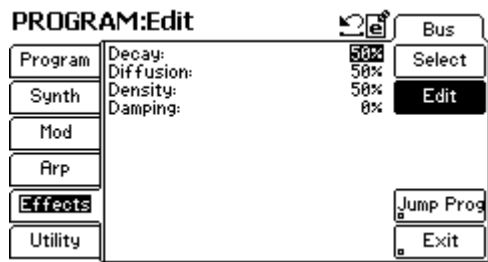 PROGRAM:Edit
e
Bus
Program
Synth
Mod
Arp
Effects
Utility
Decay: 50%
Diffusion: 50%
Density: 50%
Damping: 0%
Select
Edit
Jump Prog
Exit